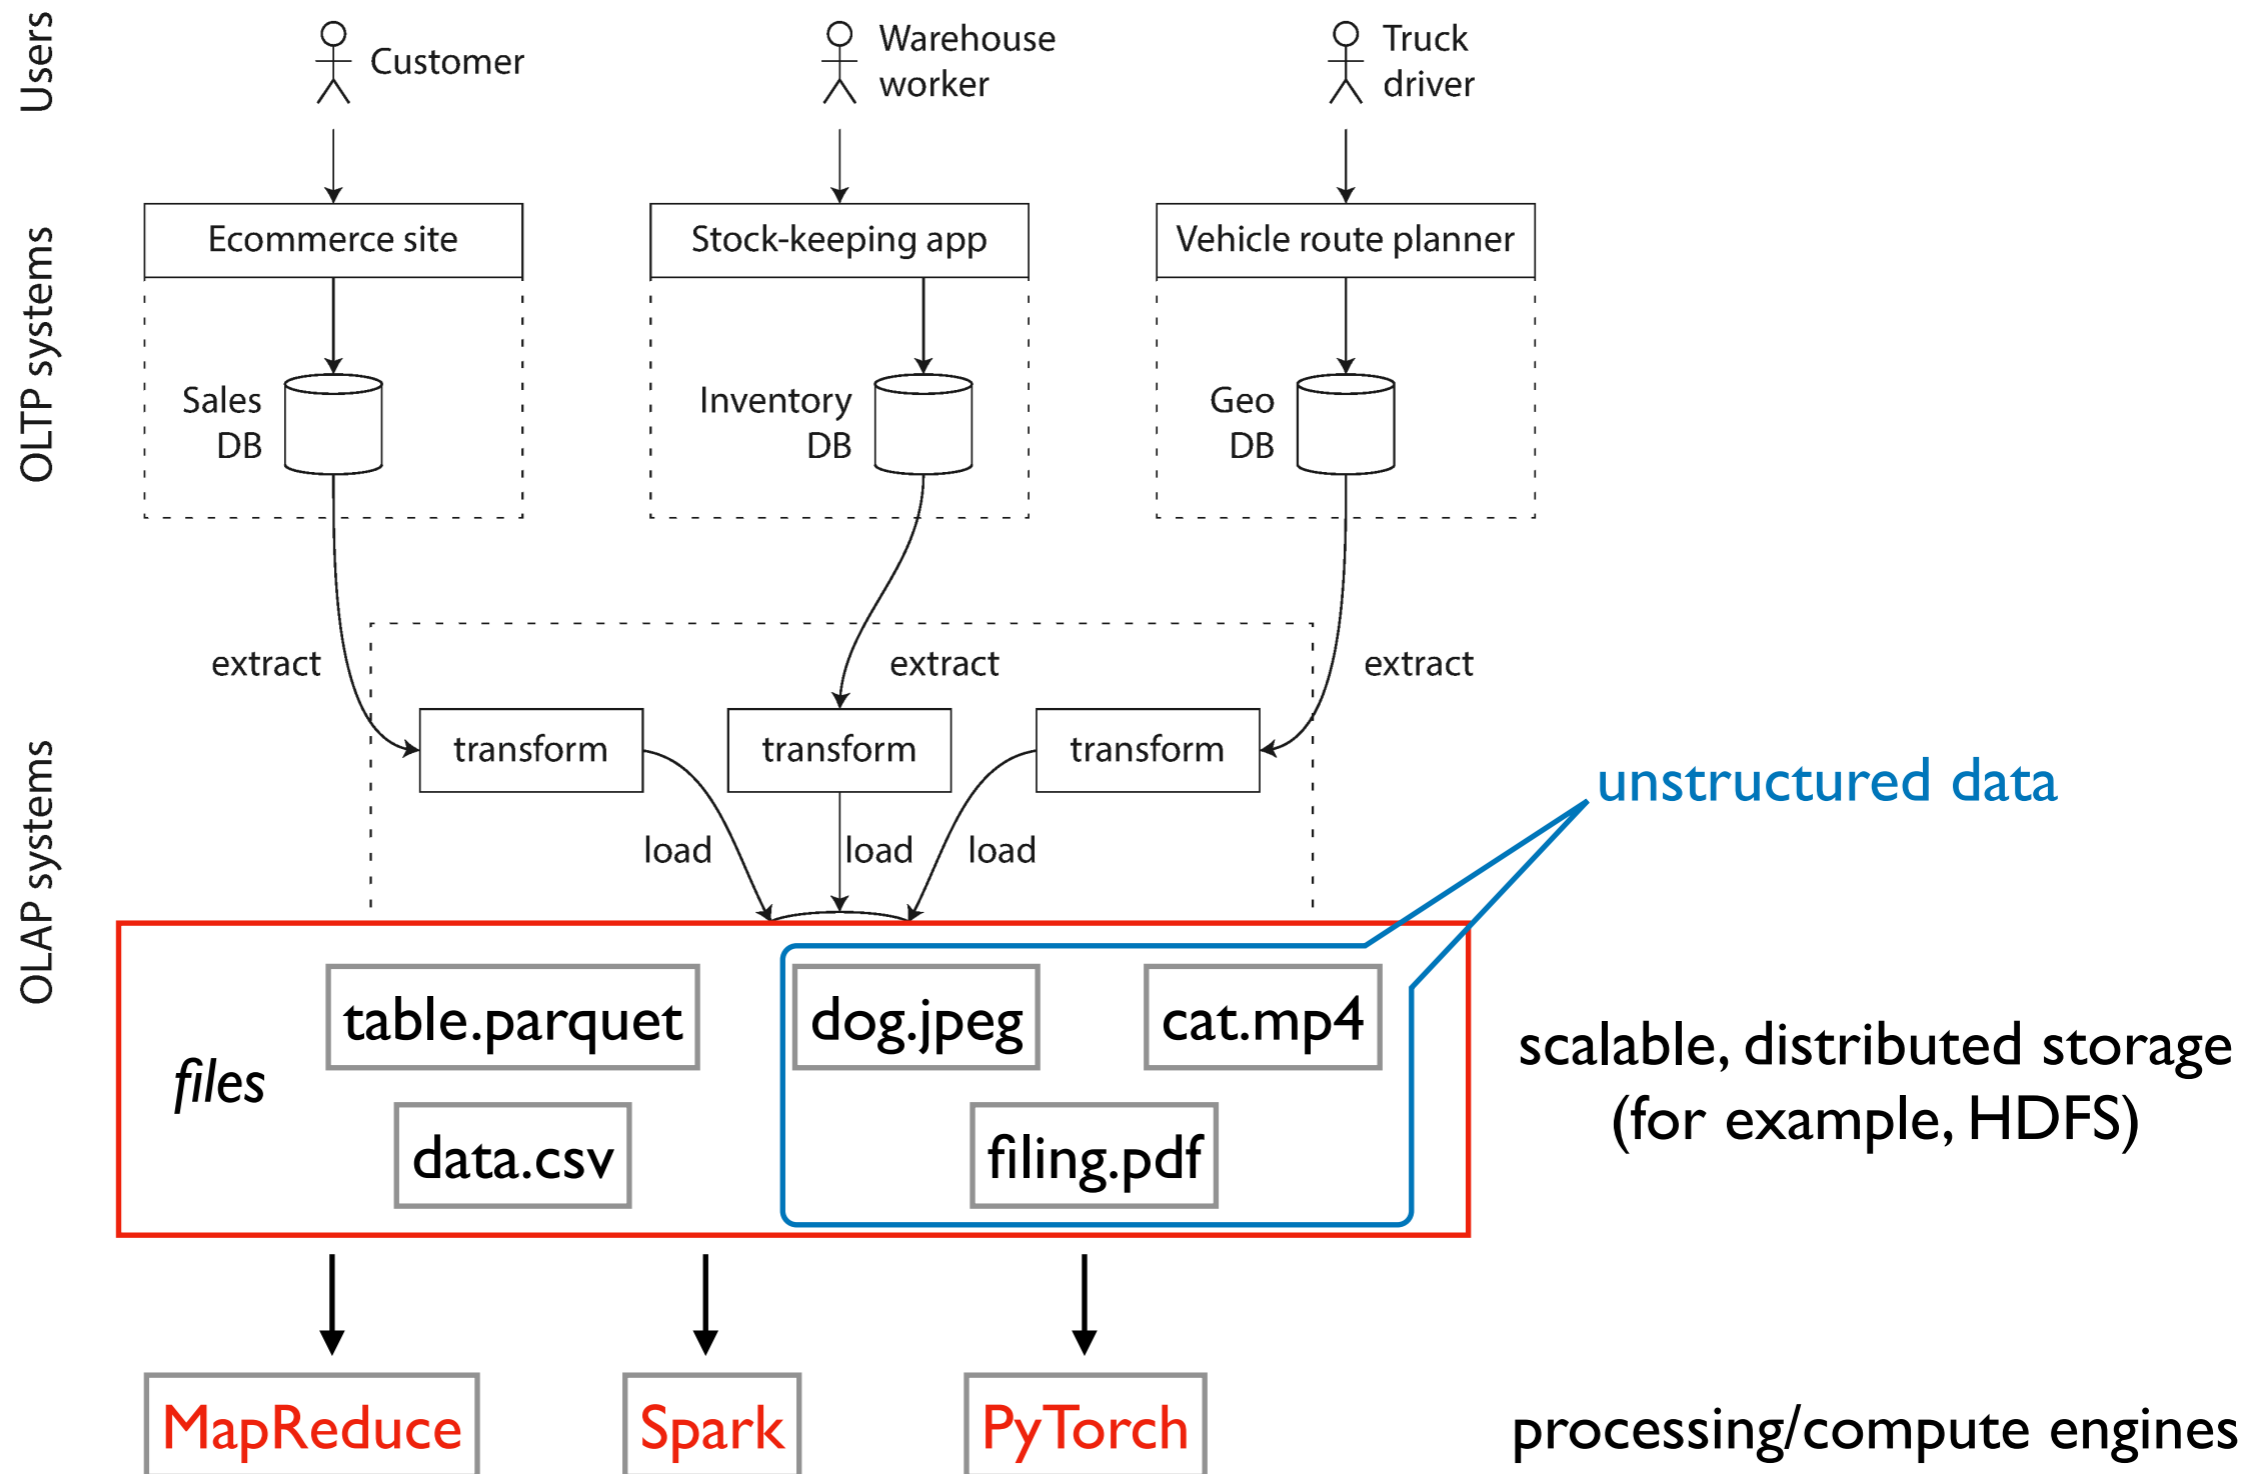 Users
Customer
Warehouse
worker
Truck
driver
OLTP systems
Ecommerce site
Stock-keeping app
Vehicle route planner
Sales
DB
Inventory
DB
Geo
DB
extract
extract
extract
OLAP systems
transform
transform
transform
unstructured data
load
load
load
files
table.parquet
dog.jpeg
cat.mp4
data.csv
filing.pdf
scalable, distributed storage
(for example, HDFS)
MapReduce
Spark
PyTorch
processing/compute engines